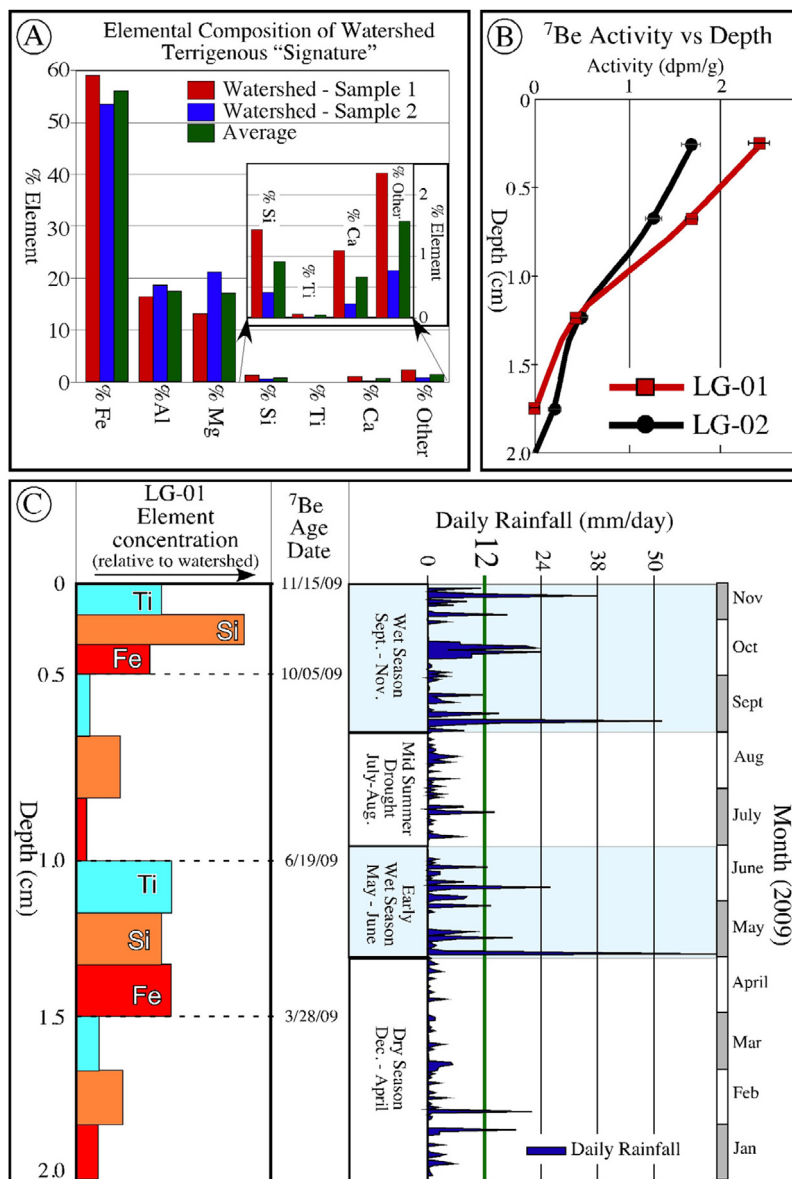 A
Elemental Composition of Watershed
Terrigenous “Signature”
60
50
40
30
20
10
0
% Element
Watershed - Sample 1
Watershed - Sample 2
Average
% Si
% Ti
% Ca
% Other
2
1
0
% Element
% Fe
% Al
% Mg
% Si
% Ti
% Ca
% Other
B
7Be Activity vs Depth
Activity (dpm/g)
0 1 2
0
0.5
1.0
1.5
2.0
Depth (cm)
LG-01
LG-02
C
LG-01
Element
concentration
(relative to watershed)
7Be
Age
Date
Daily Rainfall (mm/day)
0 12 24 38 50
0
0.5
1.0
1.5
2.0
Depth (cm)
Ti
Si
Fe
Ti
Si
Fe
11/15/09
10/05/09
6/19/09
3/28/09
Wet Season
Sept. - Nov.
Mid Summer
Drought
July-Aug.
Early
Wet Season
May - June
Dry Season
Dec. - April
Nov
Oct
Sept
Aug
July
June
May
April
Mar
Feb
Jan
Month (2009)
Daily Rainfall